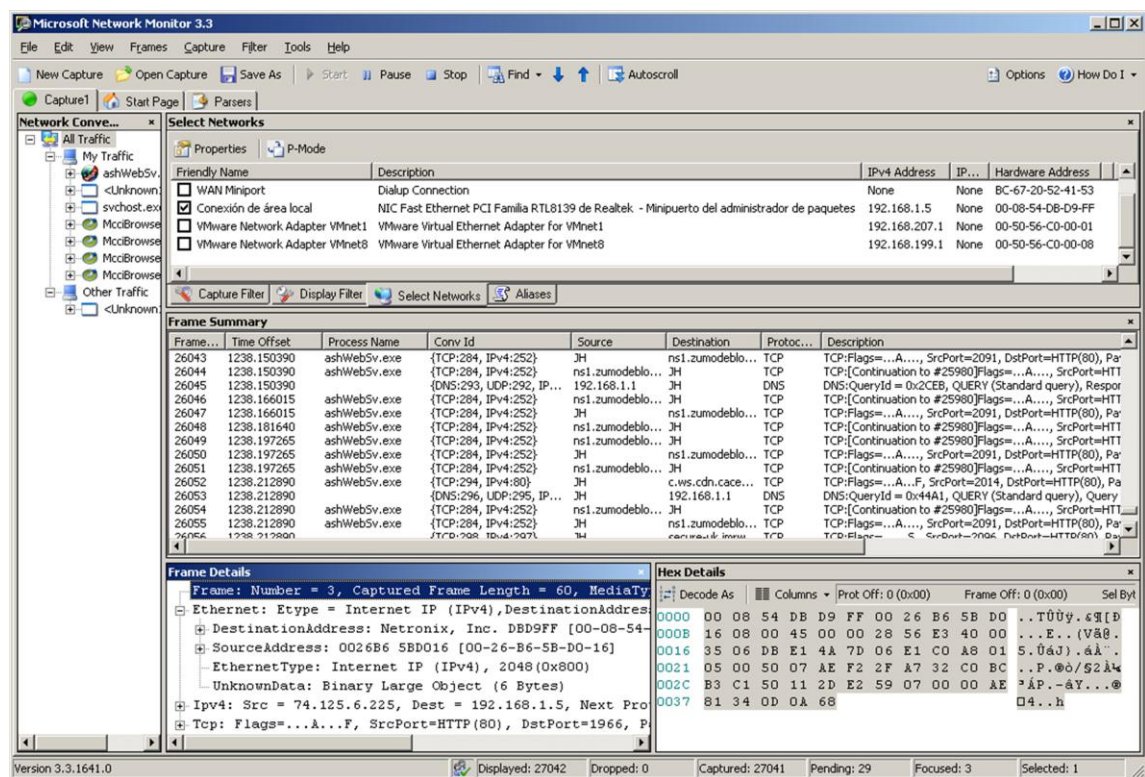 Microsoft Network Monitor 3.3
File Edit View Frames Capture Filter Tools Help
New Capture Open Capture Save As Start Pause Stop Find Autoscroll Options How Do I
Capture1 Start Page Parsers
Network Conve...
All Traffic
My Traffic
ashWebSv.
<Unknown
svchost.exe
McciBrowse
McciBrowse
McciBrowse
McciBrowse
Other Traffic
<Unknown
Select Networks
Properties P-Mode
Friendly Name Description IPv4 Address IP... Hardware Address
WAN Miniport Dialup Connection None None BC-67-20-52-41-53
Conexión de área local NIC Fast Ethernet PCI Familia RTL8139 de Realtek - Minipuerto del administrador de paquetes 192.168.1.5 None 00-08-54-DB-D9-FF
VMware Network Adapter VMnet1 VMware Virtual Ethernet Adapter for VMnet1 192.168.207.1 None 00-50-56-C0-00-01
VMware Network Adapter VMnet8 VMware Virtual Ethernet Adapter for VMnet8 192.168.199.1 None 00-50-56-C0-00-08
Capture Filter Display Filter Select Networks Aliases
Frame Summary
Frame... Time Offset Process Name Conv Id Source Destination Protoc... Description
26043 1238.150390 ashWebSv.exe {TCP:284, IPv4:252} JH ns1.zumodeblo... TCP TCP:Flags=...A...., SrcPort=2091, DstPort=HTTP(80), Pa
26044 1238.150390 ashWebSv.exe {TCP:284, IPv4:252} ns1.zumodeblo... JH TCP TCP:[Continuation to #25980]Flags=...A...., SrcPort=HTT
26045 1238.150390 {DNS:293, UDP:292, IP... 192.168.1.1 JH DNS DNS:QueryId = 0x2CEB, QUERY (Standard query), Respor
26046 1238.166015 ashWebSv.exe {TCP:284, IPv4:252} ns1.zumodeblo... JH TCP TCP:[Continuation to #25980]Flags=...A...., SrcPort=HTT
26047 1238.166015 ashWebSv.exe {TCP:284, IPv4:252} JH ns1.zumodeblo... TCP TCP:Flags=...A...., SrcPort=2091, DstPort=HTTP(80), Pa
26048 1238.181640 ashWebSv.exe {TCP:284, IPv4:252} ns1.zumodeblo... JH TCP TCP:[Continuation to #25980]Flags=...A...., SrcPort=HTT
26049 1238.197265 ashWebSv.exe {TCP:284, IPv4:252} ns1.zumodeblo... JH TCP TCP:[Continuation to #25980]Flags=...A...., SrcPort=HTT
26050 1238.197265 ashWebSv.exe {TCP:284, IPv4:252} JH ns1.zumodeblo... TCP TCP:Flags=...A...., SrcPort=2091, DstPort=HTTP(80), Pa
26051 1238.197265 ashWebSv.exe {TCP:284, IPv4:252} ns1.zumodeblo... JH TCP TCP:[Continuation to #25980]Flags=...A...., SrcPort=HTT
26052 1238.212890 ashWebSv.exe {TCP:294, IPv4:80} JH c.ws.cdn.cace... TCP TCP:Flags=...A...F, SrcPort=2014, DstPort=HTTP(80), Pa
26053 1238.212890 {DNS:296, UDP:295, IP... JH 192.168.1.1 DNS DNS:QueryId = 0x44A1, QUERY (Standard query), Query
26054 1238.212890 ashWebSv.exe {TCP:284, IPv4:252} ns1.zumodeblo... JH TCP TCP:[Continuation to #25980]Flags=...A...., SrcPort=HTT
26055 1238.212890 ashWebSv.exe {TCP:284, IPv4:252} JH ns1.zumodeblo... TCP TCP:Flags=...A...., SrcPort=2091, DstPort=HTTP(80), Pa
26056 1238.212890 ashWebSv.exe {TCP:298, IPv4:297} JH TCP SrcPort=2096, DstPort=HTTP(80), Pa
Frame Details
Frame: Number = 3, Captured Frame Length = 60, MediaTy
Ethernet: Etype = Internet IP (IPv4),DestinationAddres
DestinationAddress: Netronix, Inc. DBD9FF [00-08-54-
SourceAddress: 0026B6 5BD016 [00-26-B6-5B-D0-16]
EthernetType: Internet IP (IPv4), 2048(0x800)
UnknownData: Binary Large Object (6 Bytes)
Ipv4: Src = 74.125.6.225, Dest = 192.168.1.5, Next Pro
Tcp: Flags=...A...F, SrcPort=HTTP(80), DstPort=1966, P
Hex Details
Decode As Columns Prot Off: 0 (0x00) Frame Off: 0 (0x00) Sel Byt
0000 00 08 54 DB D9 FF 00 26 B6 5B D0 ..TÛÙÿ.&¶[Ð
000B 16 08 00 45 00 00 28 56 E3 40 00 ...E..(Vã@.
0016 35 06 DB E1 4A 7D 06 E1 C0 A8 01 5.ÛáJ}.áÀ¨.
0021 05 00 50 07 AE F2 2F A7 32 C0 BC ..P.®ò/§2À¼
002C B3 C1 50 11 2D E2 59 07 00 00 AE ³ÁP.-âY...®
0037 81 34 0D 0A 68 □4..h
Version 3.3.1641.0 Displayed: 27042 Dropped: 0 Captured: 27041 Pending: 29 Focused: 3 Selected: 1